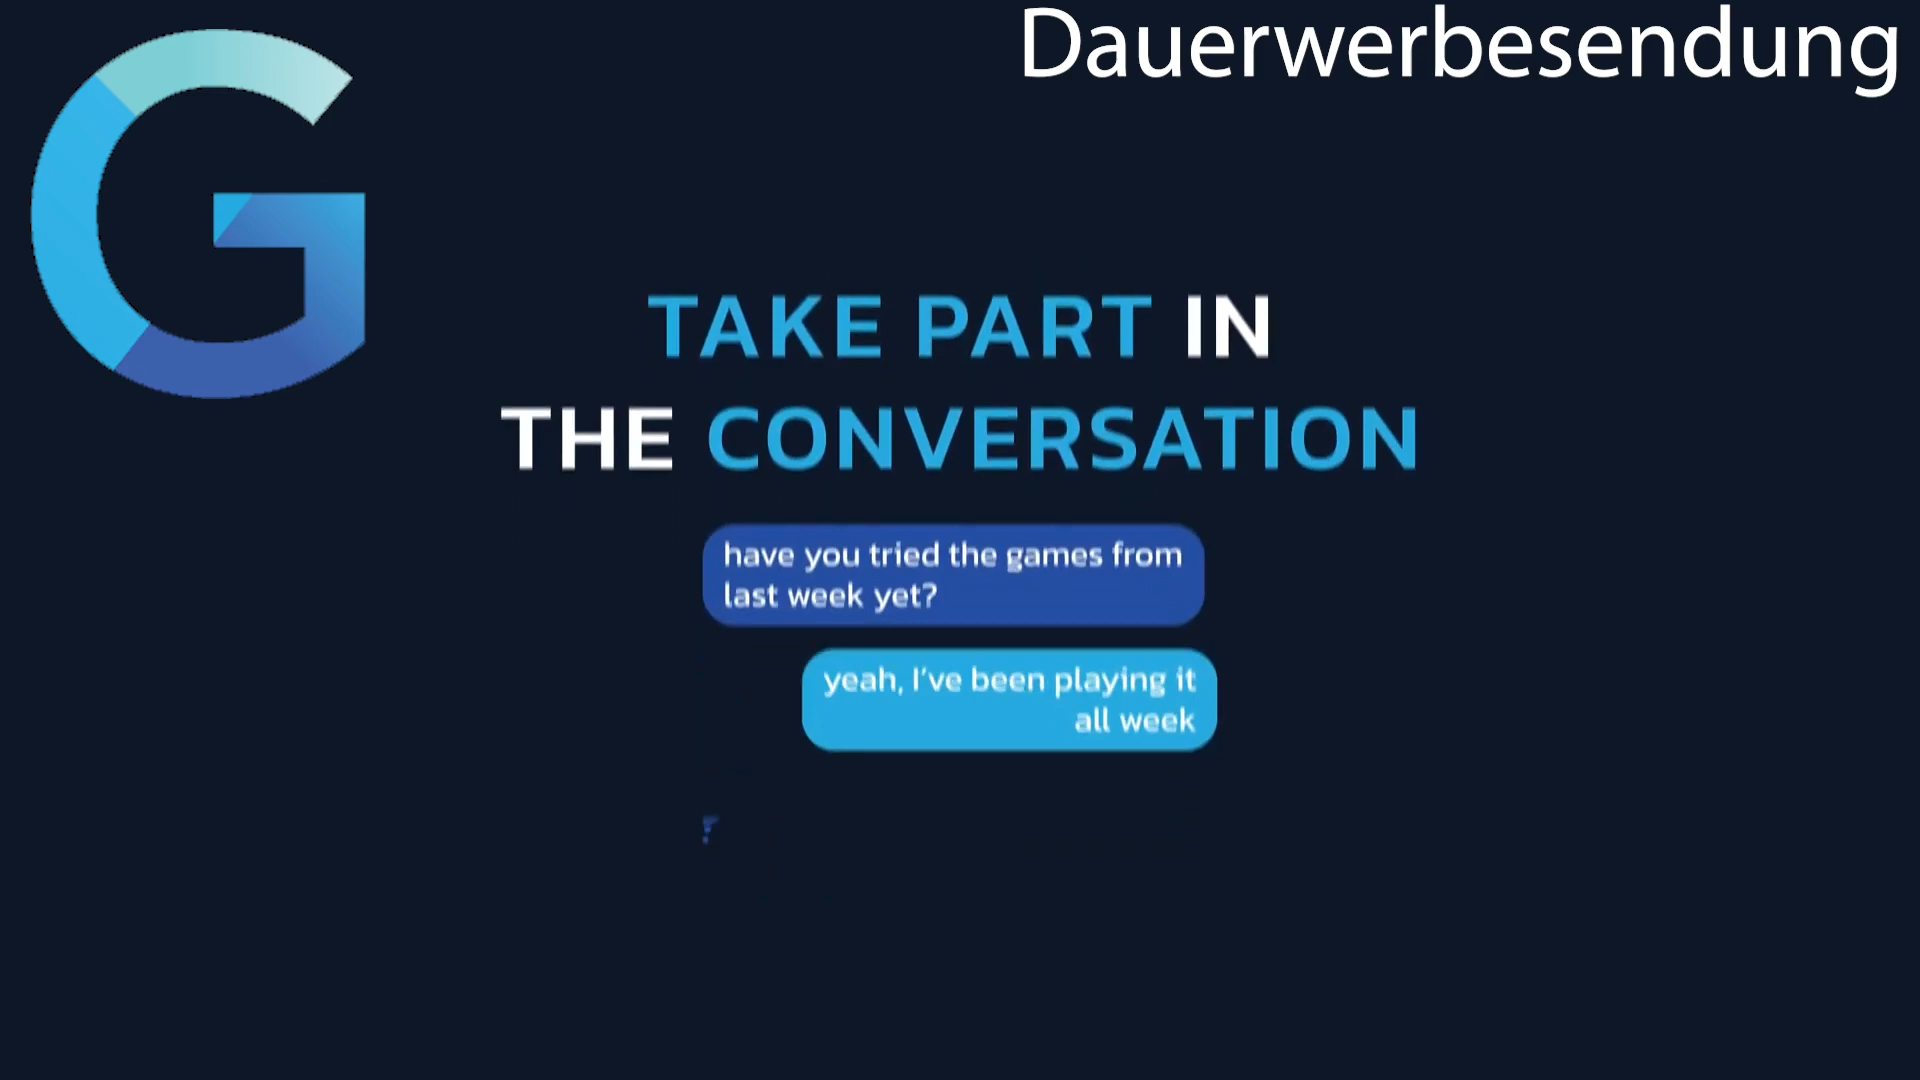 Dauerwerbesendung
G
TAKE PART IN
THE CONVERSATION
have you tried the games from
last week yet?
yeah, I've been playing it
all week